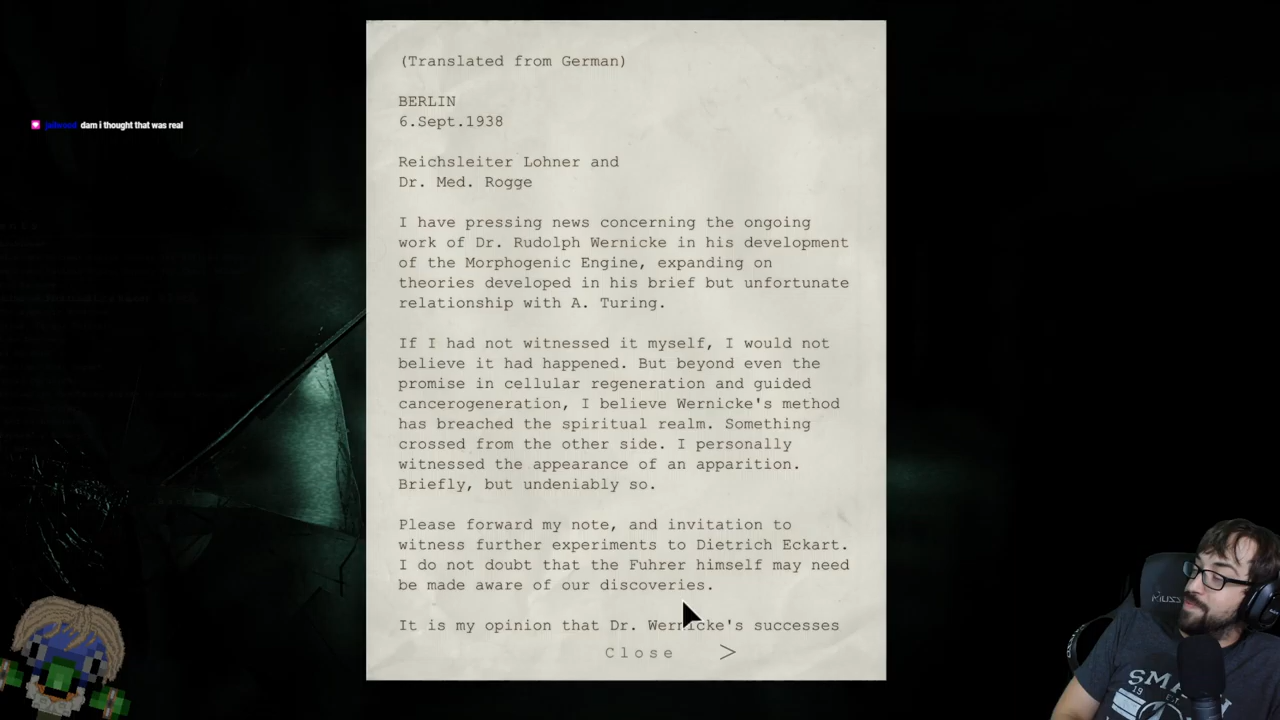 jailwood dam i thought that was real
(Translated from German)
BERLIN
6.Sept.1938
Reichsleiter Lohner and
Dr. Med. Rogge
I have pressing news concerning the ongoing
work of Dr. Rudolph Wernicke in his development
of the Morphogenic Engine, expanding on
theories developed in his brief but unfortunate
relationship with A. Turing.
If I had not witnessed it myself, I would not
believe it had happened. But beyond even the
promise in cellular regeneration and guided
cancerogeneration, I believe Wernicke's method
has breached the spiritual realm. Something
crossed from the other side. I personally
witnessed the appearance of an apparition.
Briefly, but undeniably so.
Please forward my note, and invitation to
witness further experiments to Dietrich Eckart.
I do not doubt that the Fuhrer himself may need
be made aware of our discoveries.
It is my opinion that Dr. Wernicke's successes
Close >
19